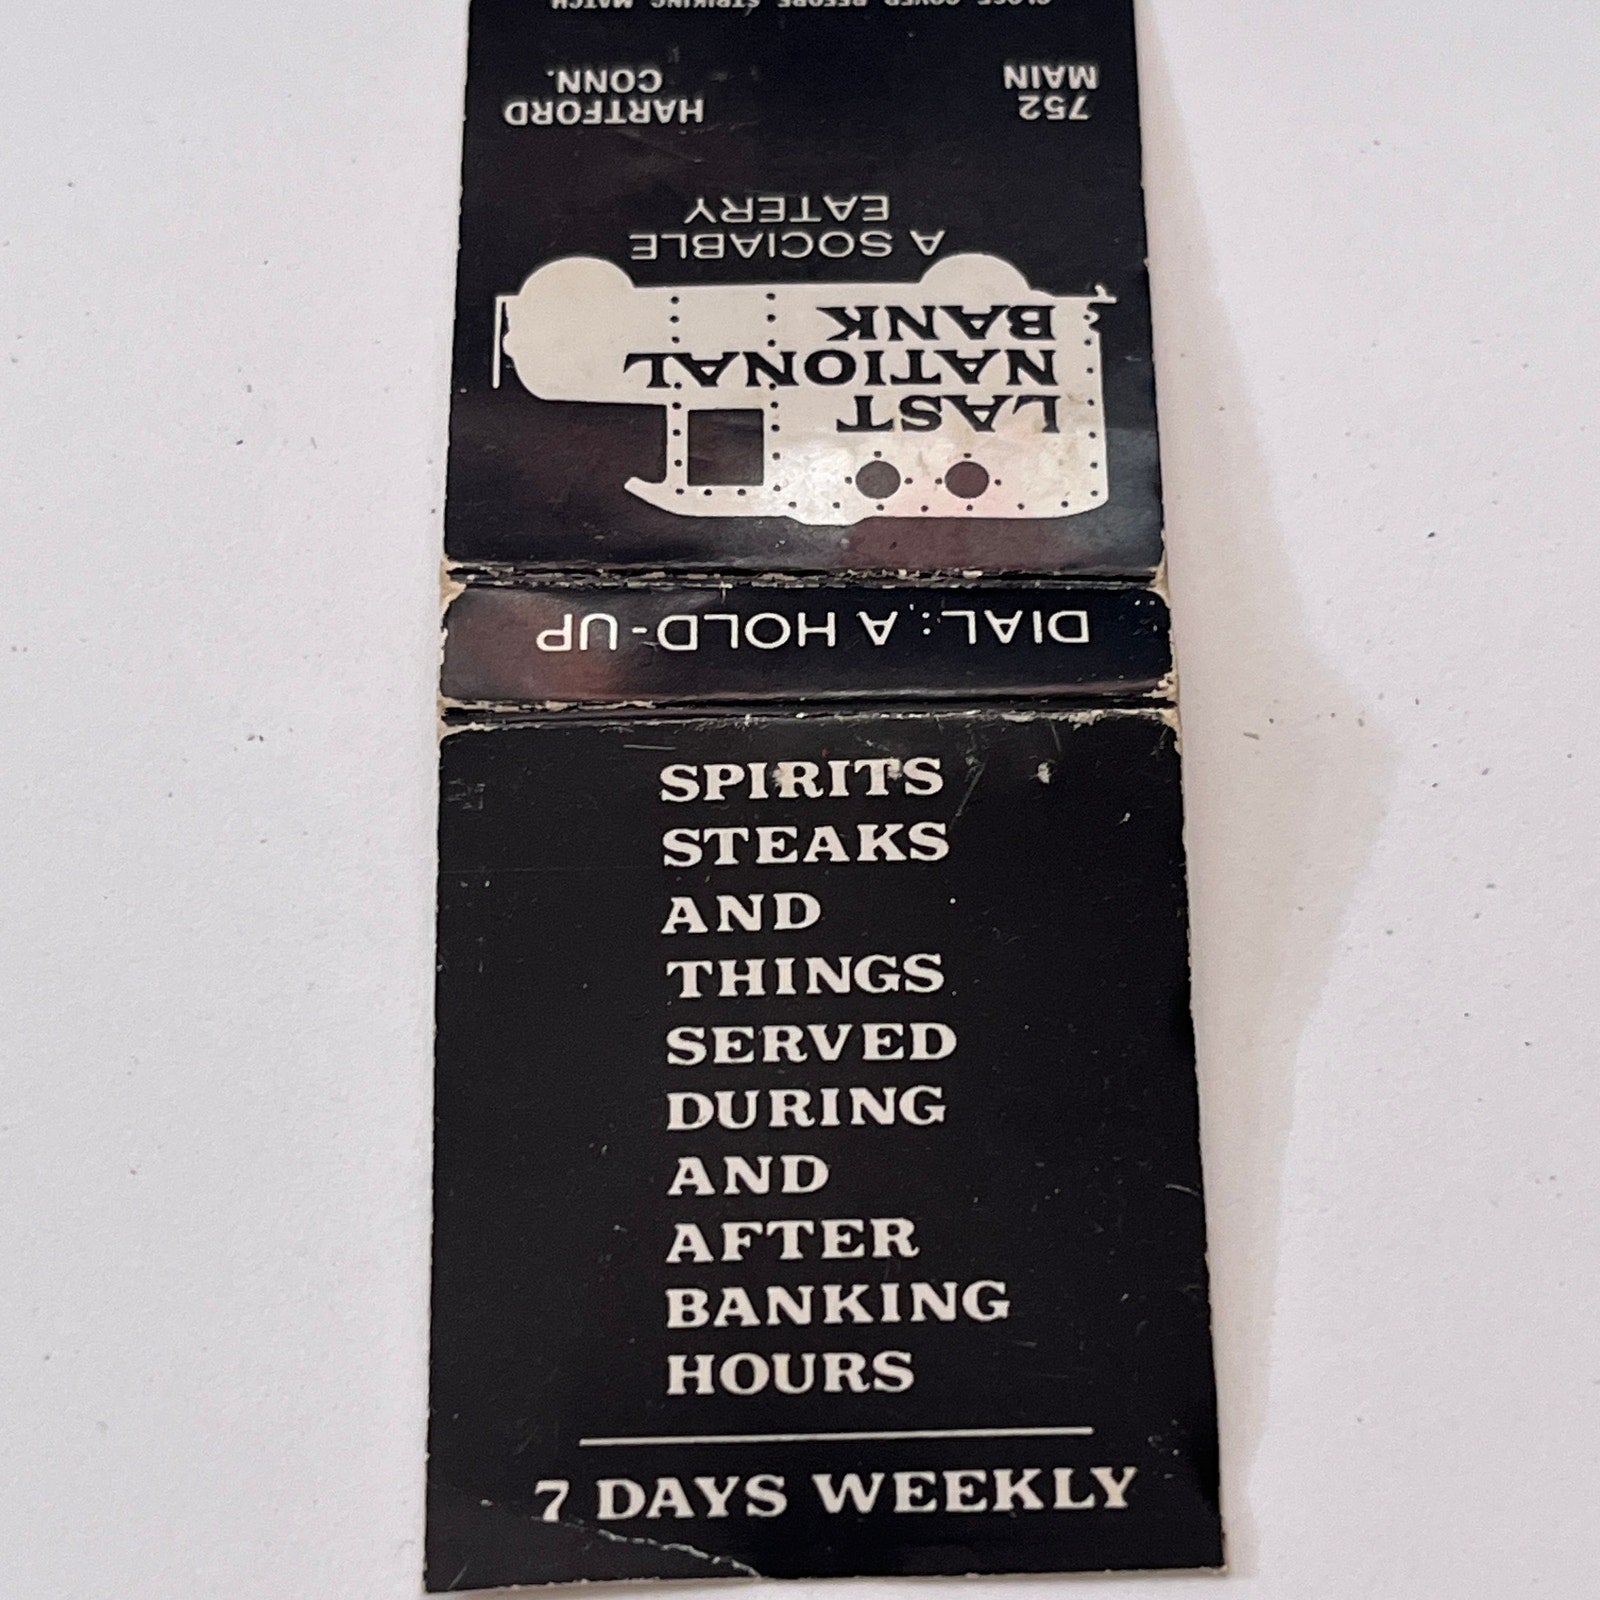 DIAL: A HOLD-UP
LAST
NATIONAL
BANK
A SOCIABLE
EATERY
752
MAIN
HARTFORD
CONN.
CLOSE COVER BEFORE STRIKING MATCH
SPIRITS
STEAKS
AND
THINGS
SERVED
DURING
AND
AFTER
BANKING
HOURS
7 DAYS WEEKLY